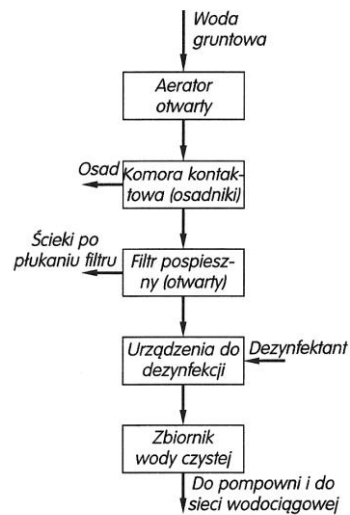 Woda
gruntowa
Aerator
otwarty
Osad
Komora kontak-
towa (osadniki)
Ścieki po
płukaniu filtru
Filtr pospiesz-
ny (otwarty)
Urządzenia do
dezynfekcji
Dezynfektant
Zbiornik
wody czystej
Do pompowni i do
sieci wodociągowej